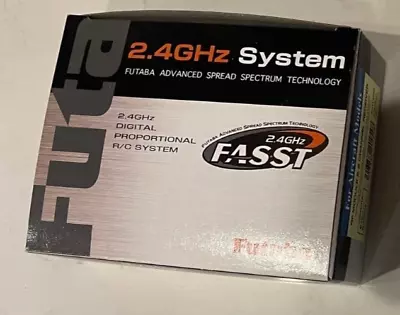 Futaba
2.4GHz System
FUTABA ADVANCED SPREAD SPECTRUM TECHNOLOGY
2.4GHz
DIGITAL
PROPORTIONAL
R/C SYSTEM
FUTABA ADVANCED SPREAD SPECTRUM TECHNOLOGY
2.4GHz
FASST
Futaba
For Aircraft Models